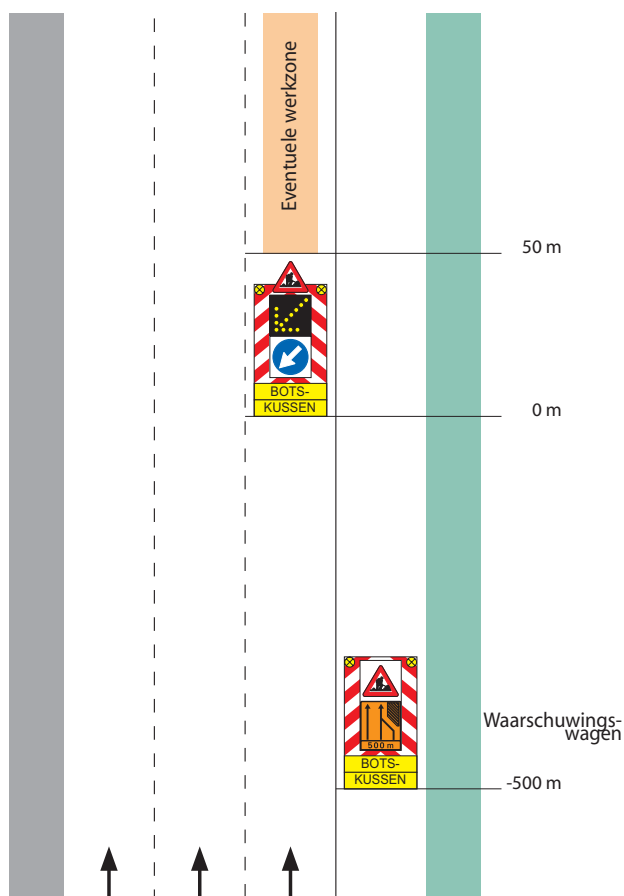 Eventuele werkzone
50 m
BOTS-
KUSSEN
0 m
500 m
BOTS-
KUSSEN
Waarschuwings-
wagen
-500 m